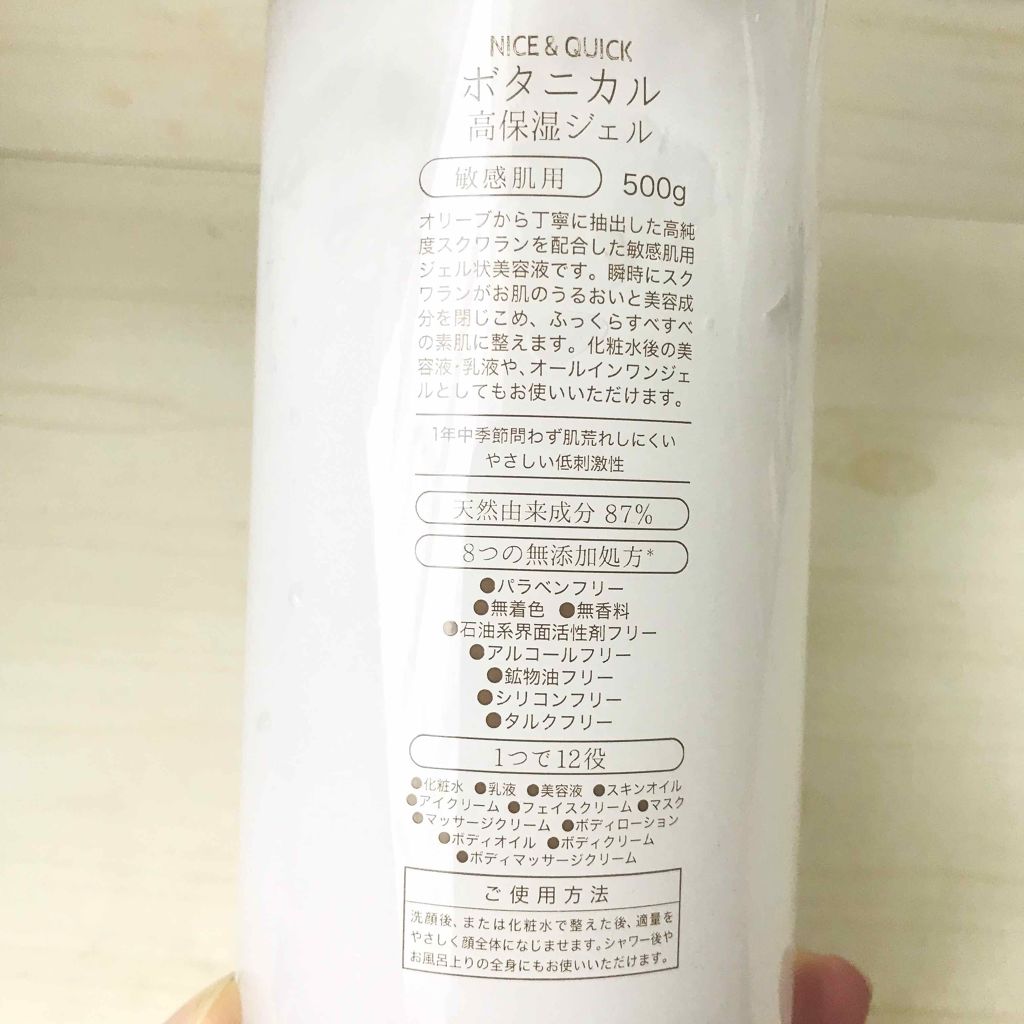 NICE & QUICK
ボタニカル
高保湿ジェル
敏感肌用 500g
オリーブから丁寧に抽出した高純
度スクワランを配合した敏感肌用
ジェル状美容液です。瞬時にスク
ワランがお肌のうるおいと美容成
分を閉じこめ、ふっくらすべすべ
の素肌に整えます。化粧水後の美
容液・乳液や、オールインワンジェ
ルとしてもお使いいただけます。
1年中季節問わず肌荒れしにくい
やさしい低刺激性
天然由来成分 87%
8つの無添加処方*
●パラベンフリー
●無着色 ●無香料
●石油系界面活性剤フリー
●アルコールフリー
●鉱物油フリー
●シリコンフリー
●タルクフリー
1つで12役
●化粧水 ●乳液 ●美容液 ●スキンオイル
●アイクリーム ●フェイスクリーム ●マスク
●マッサージクリーム ●ボディローション
●ボディオイル ●ボディクリーム
●ボディマッサージクリーム
ご使用方法
洗顔後、または化粧水で整えた後、適量を
やさしく顔全体になじませます。シャワー後や
お風呂上りの全身にもお使いいただけます。